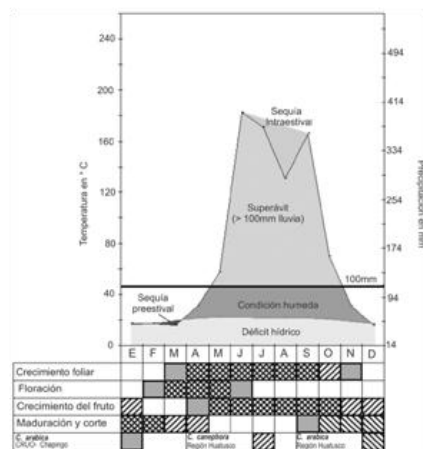 260
240
200
160
120
80
40
0
Temperatura en ° C
494
414
334
254
174
94
14
Precipitación en mm
Sequía
Intraestival
Superávit
(> 100mm lluvia)
100mm
Sequía
preestival
Condición humeda
Déficit hídrico
E F M A M J J A S O N D
Crecimiento foliar
Floración
Crecimiento del fruto
Maduración y corte
C. arabica
CRUO- Chapingo
C. canephora
Región Huatusco
C. arabica
Región Huatusco